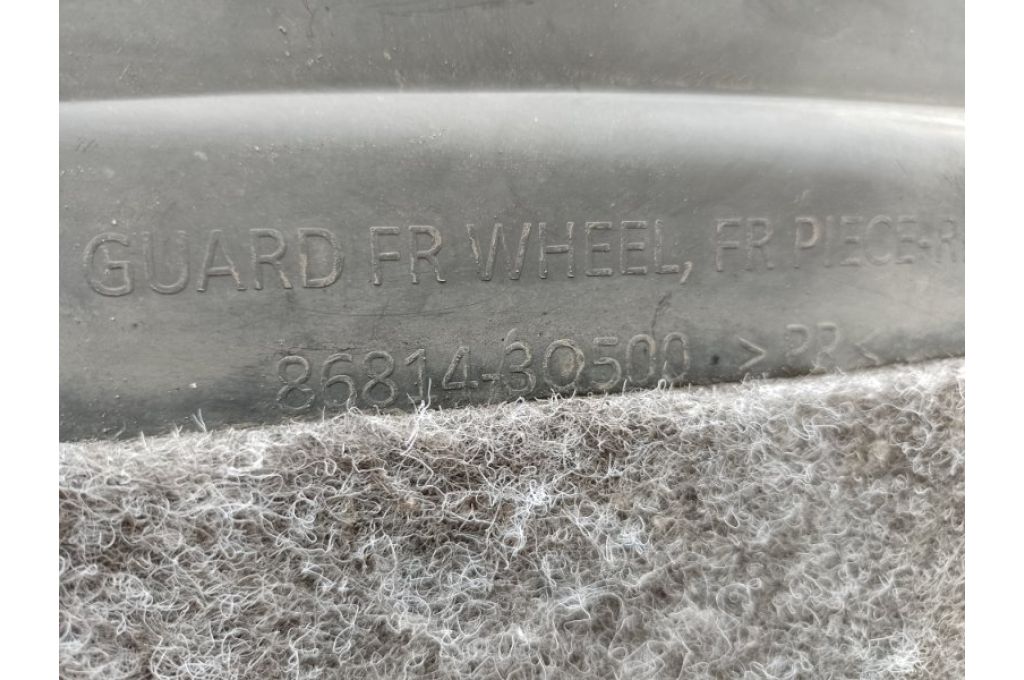 GUARD FR WHEEL, FR PIECE-R
86814-3Q500 >PP<